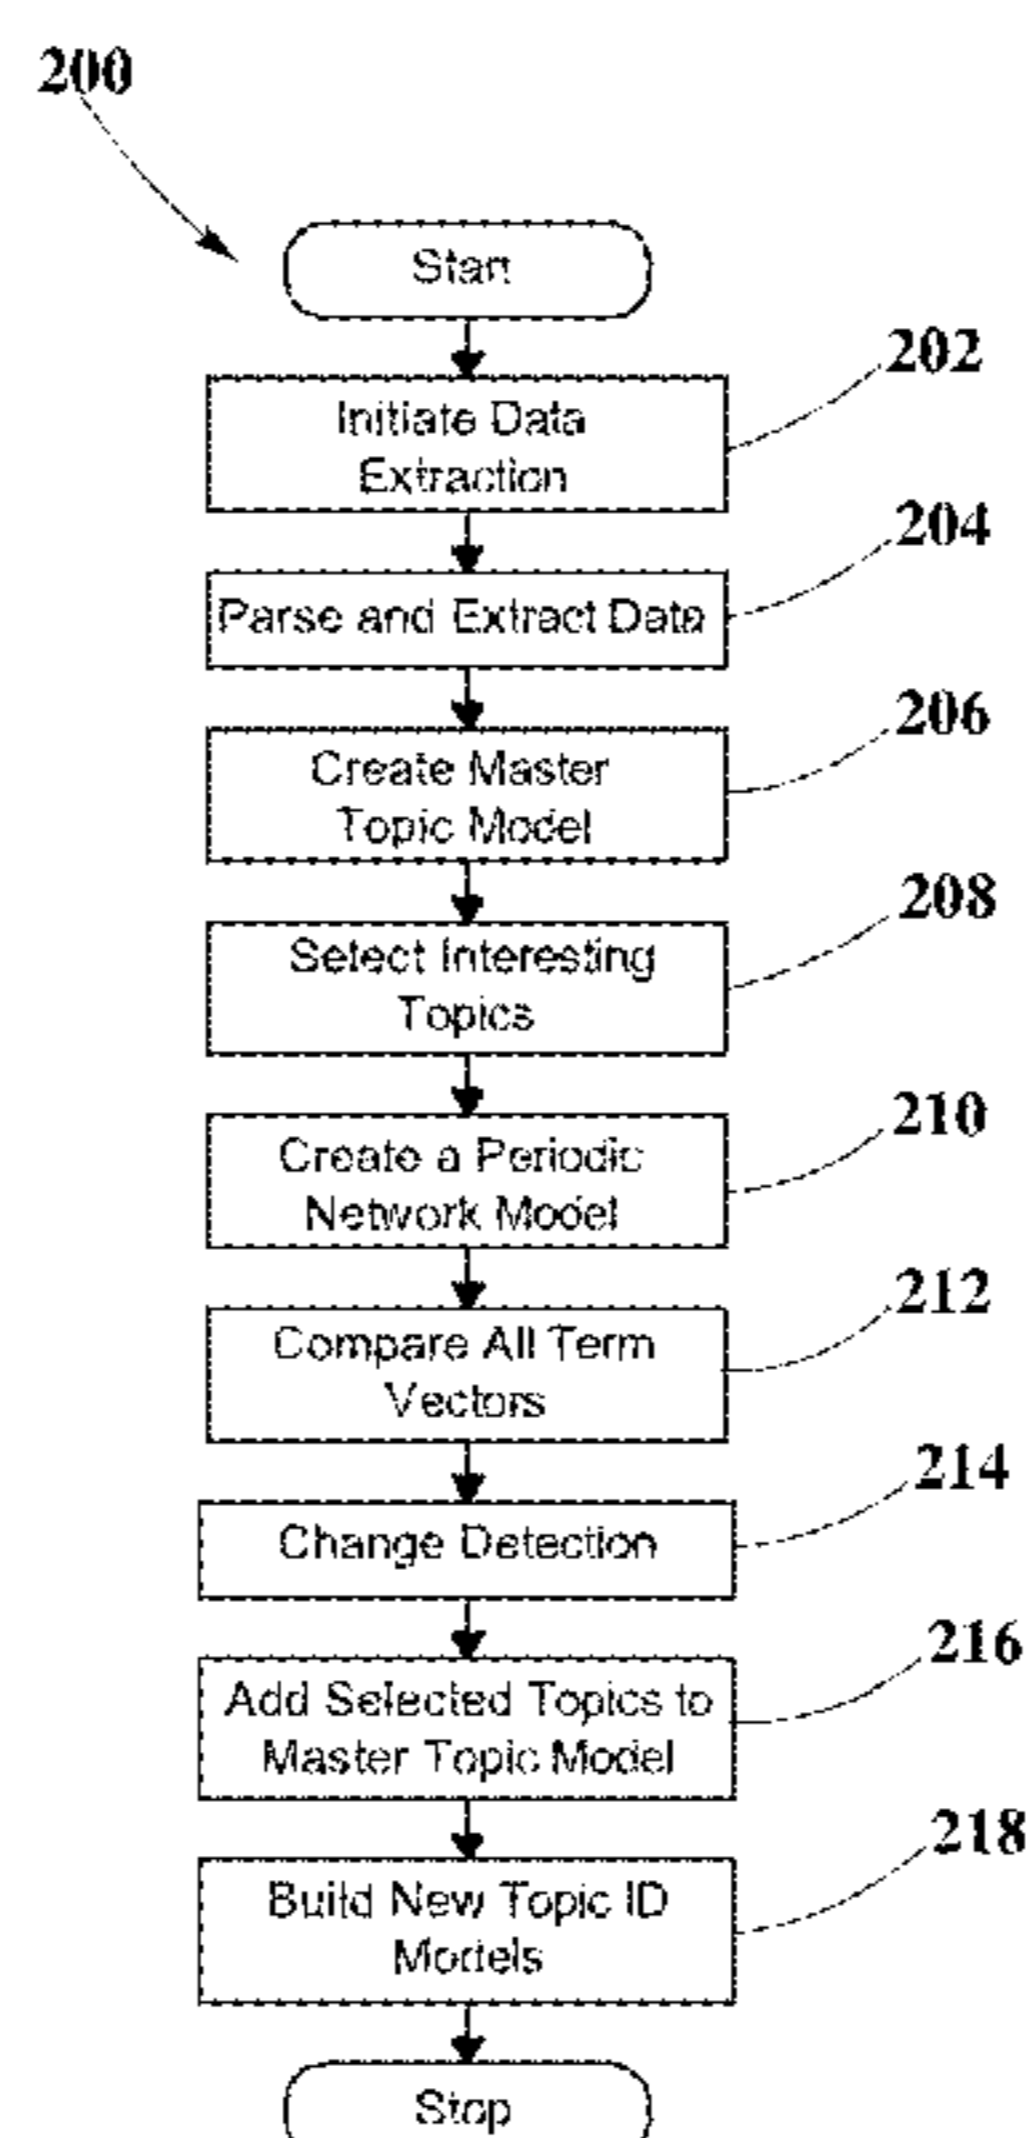 200
Start
202
Initiate Data
Extraction
204
Parse and Extract Data
206
Create Master
Topic Model
208
Select Interesting
Topics
210
Create a Periodic
Network Model
212
Compare All Term
Vectors
214
Change Detection
216
Add Selected Topics to
Master Topic Model
218
Build New Topic ID
Models
Stop